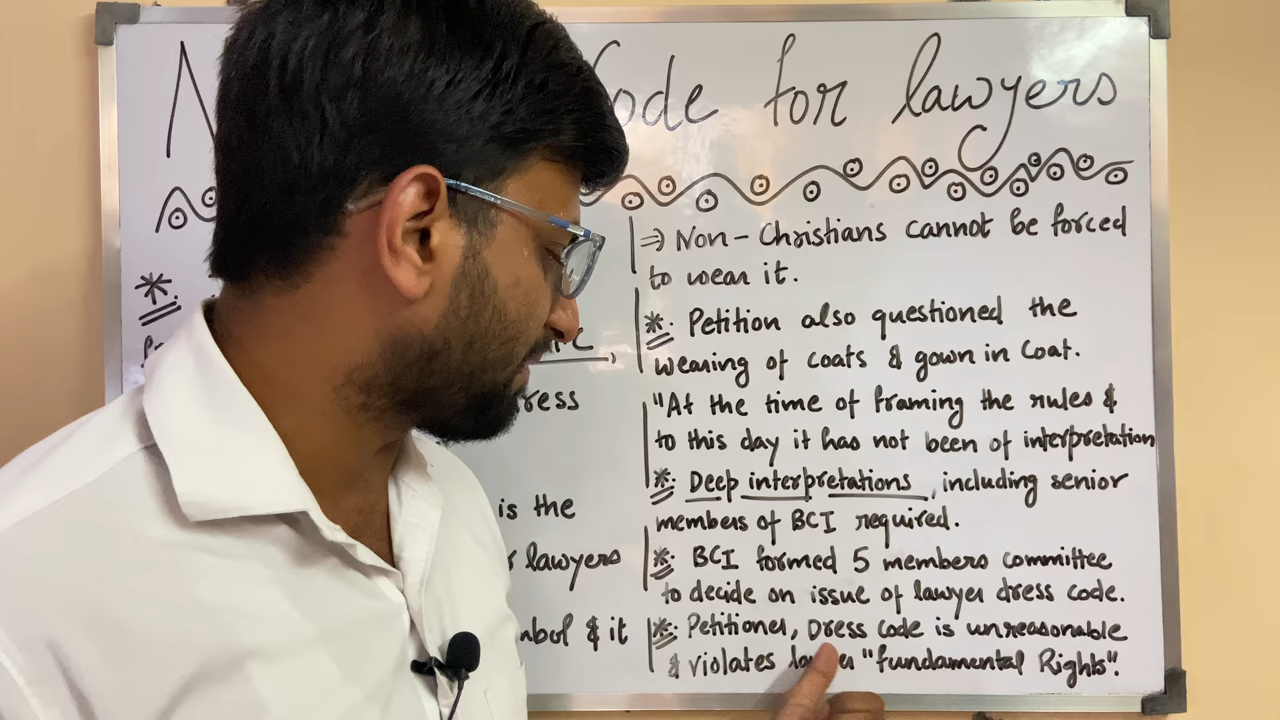 ode for lawyers
ress
is the
lawyers
& it
⇒ Non-Christians cannot be forced
to wear it.
*: Petition also questioned the
wearing of coats & gown in Coat.
"At the time of framing the rules &
to this day it has not been of interpretation
*: Deep interpretations, including senior
members of BCI required.
*: BCI formed 5 members committee
to decide on issue of lawyer dress code.
*: Petitioner, Dress code is unreasonable
& violates "fundamental Rights".